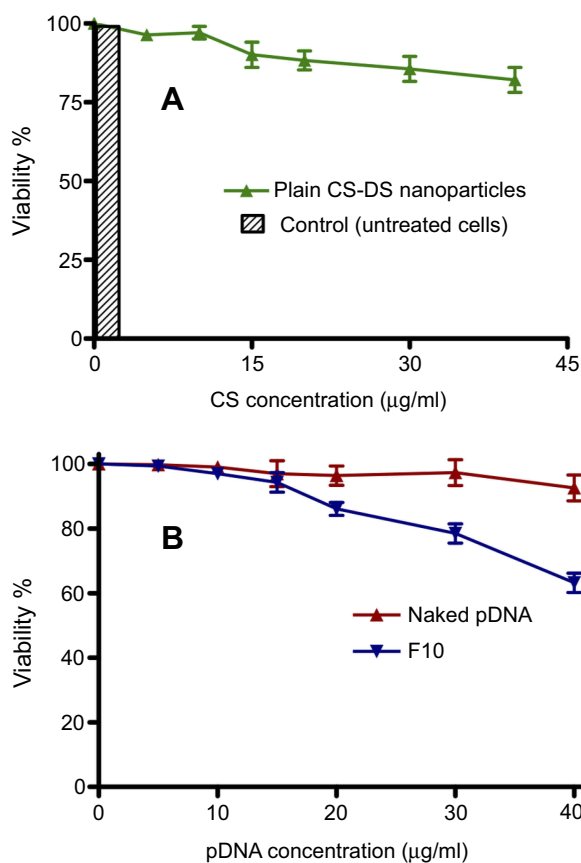 100
75
50
25
0
Viability %
A
Plain CS-DS nanoparticles
Control (untreated cells)
0
15
30
45
CS concentration (μg/ml)
100
80
60
40
20
0
Viability %
B
Naked pDNA
F10
0
10
20
30
40
pDNA concentration (μg/ml)